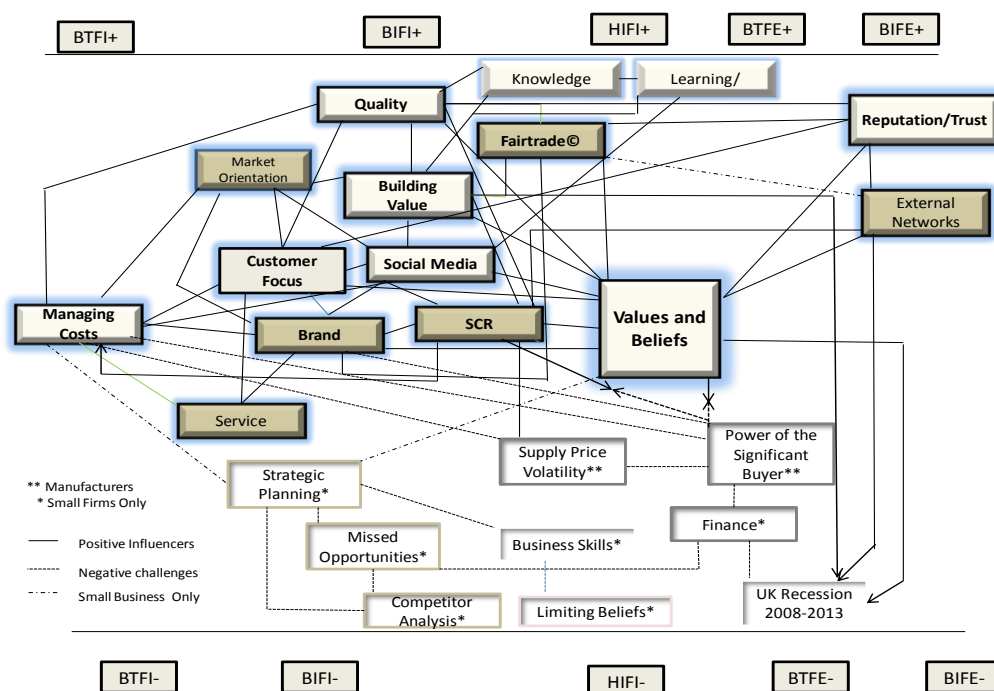 BTFI+
BIFI+
HIFI+
BTFE+
BIFE+
Knowledge
Learning/
Quality
Reputation/Trust
Fairtrade©
Market
Orientation
Building
Value
External
Networks
Customer
Focus
Social Media
Values and
Beliefs
Managing
Costs
Brand
SCR
Service
Supply Price
Volatility**
Power of the
Significant
Buyer**
Strategic
Planning*
** Manufacturers
* Small Firms Only
Finance*
Missed
Opportunities*
Business Skills*
Positive Influencers
Negative challenges
Small Business Only
Competitor
Analysis*
Limiting Beliefs*
UK Recession
2008-2013
BTFI-
BIFI-
HIFI-
BTFE-
BIFE-